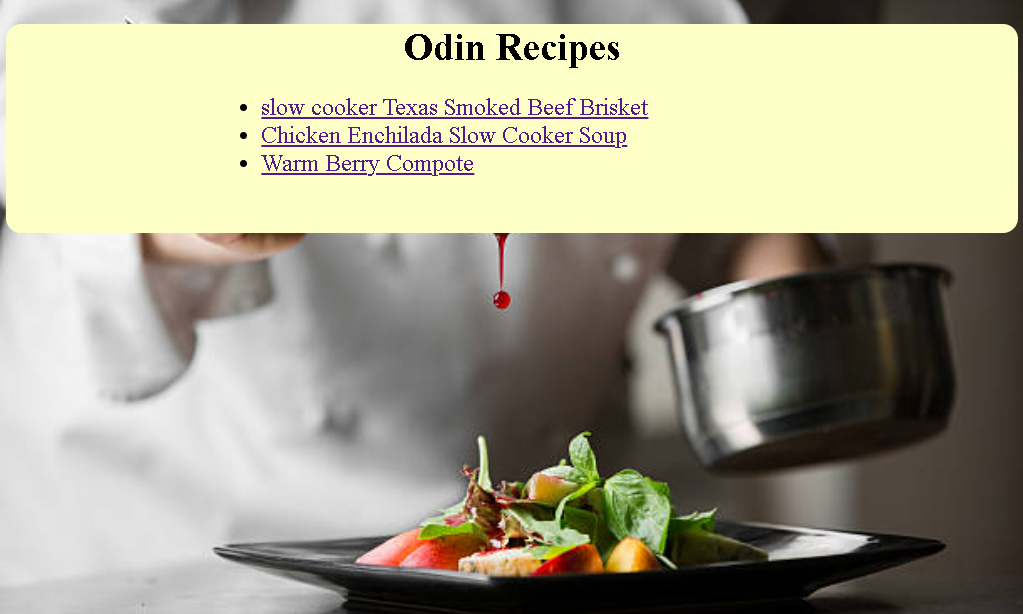 Odin Recipes
slow cooker Texas Smoked Beef Brisket
Chicken Enchilada Slow Cooker Soup
Warm Berry Compote